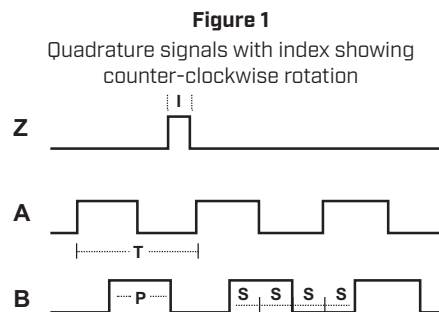 Figure 1
Quadrature signals with index showing
counter-clockwise rotation
I
Z
A
T
P
S S S S
B